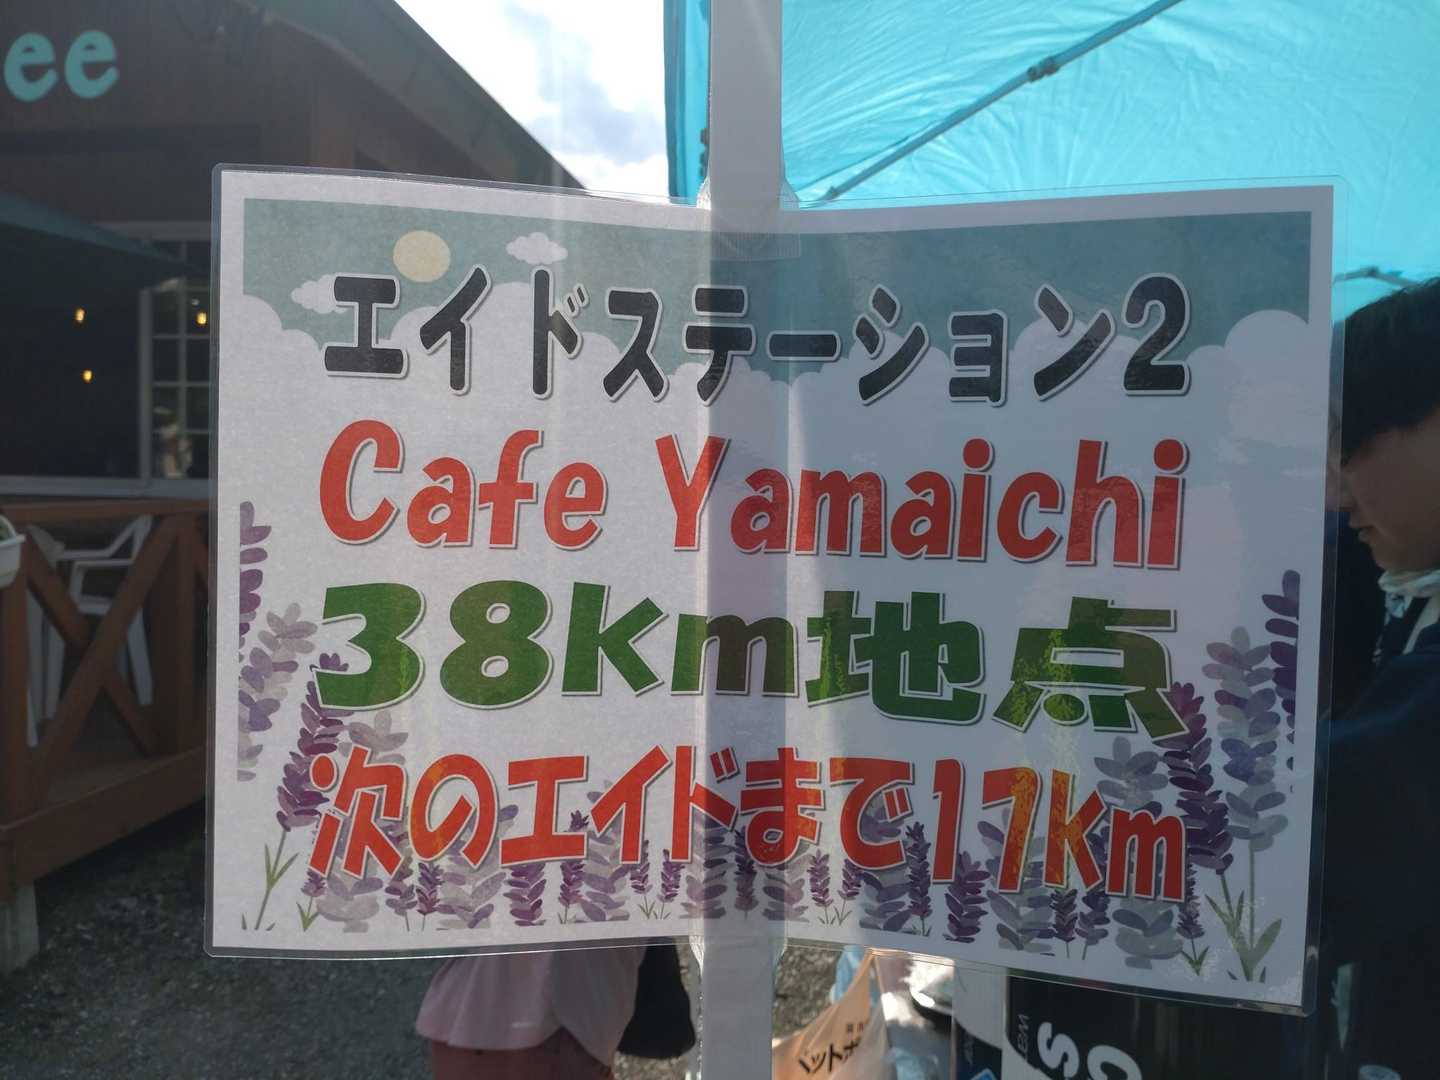 ee
エイドステーション2
Cafe Yamaichi
38km地点
次のエイドまで17km